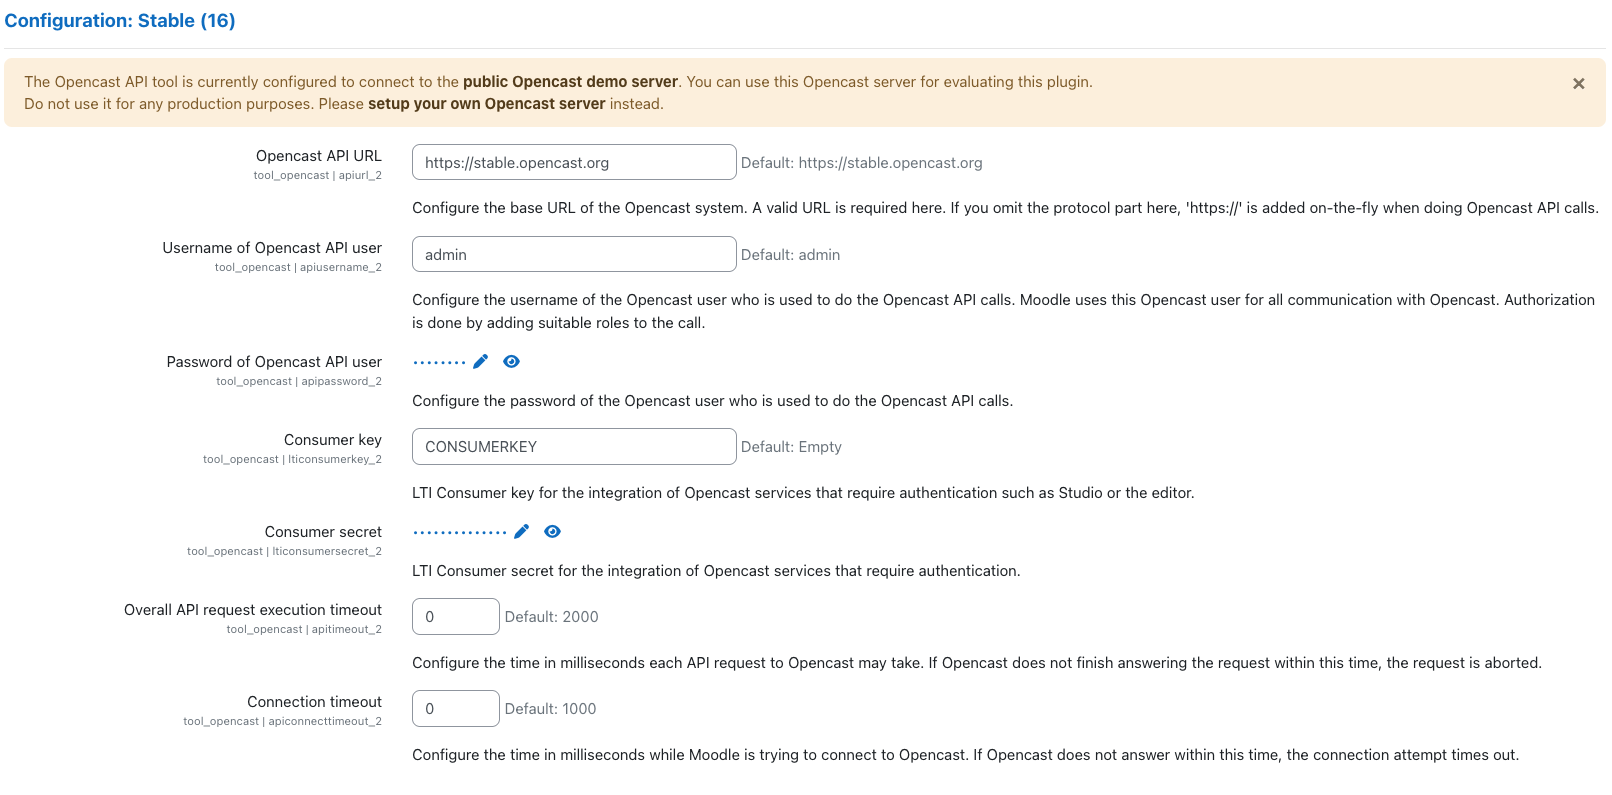 Configuration: Stable (16)
The Opencast API tool is currently configured to connect to the public Opencast demo server. You can use this Opencast server for evaluating this plugin.
Do not use it for any production purposes. Please setup your own Opencast server instead.
×
Opencast API URL
tool_opencast | apiurl_2
https://stable.opencast.org
Default: https://stable.opencast.org
Configure the base URL of the Opencast system. A valid URL is required here. If you omit the protocol part here, 'https://' is added on-the-fly when doing Opencast API calls.
Username of Opencast API user
tool_opencast | apiusername_2
admin
Default: admin
Configure the username of the Opencast user who is used to do the Opencast API calls. Moodle uses this Opencast user for all communication with Opencast. Authorization
is done by adding suitable roles to the call.
Password of Opencast API user
tool_opencast | apipassword_2
········
Configure the password of the Opencast user who is used to do the Opencast API calls.
Consumer key
tool_opencast | lticonsumerkey_2
CONSUMERKEY
Default: Empty
LTI Consumer key for the integration of Opencast services that require authentication such as Studio or the editor.
Consumer secret
tool_opencast | lticonsumersecret_2
··············
LTI Consumer secret for the integration of Opencast services that require authentication.
Overall API request execution timeout
tool_opencast | apitimeout_2
0
Default: 2000
Configure the time in milliseconds each API request to Opencast may take. If Opencast does not finish answering the request within this time, the request is aborted.
Connection timeout
tool_opencast | apiconnecttimeout_2
0
Default: 1000
Configure the time in milliseconds while Moodle is trying to connect to Opencast. If Opencast does not answer within this time, the connection attempt times out.